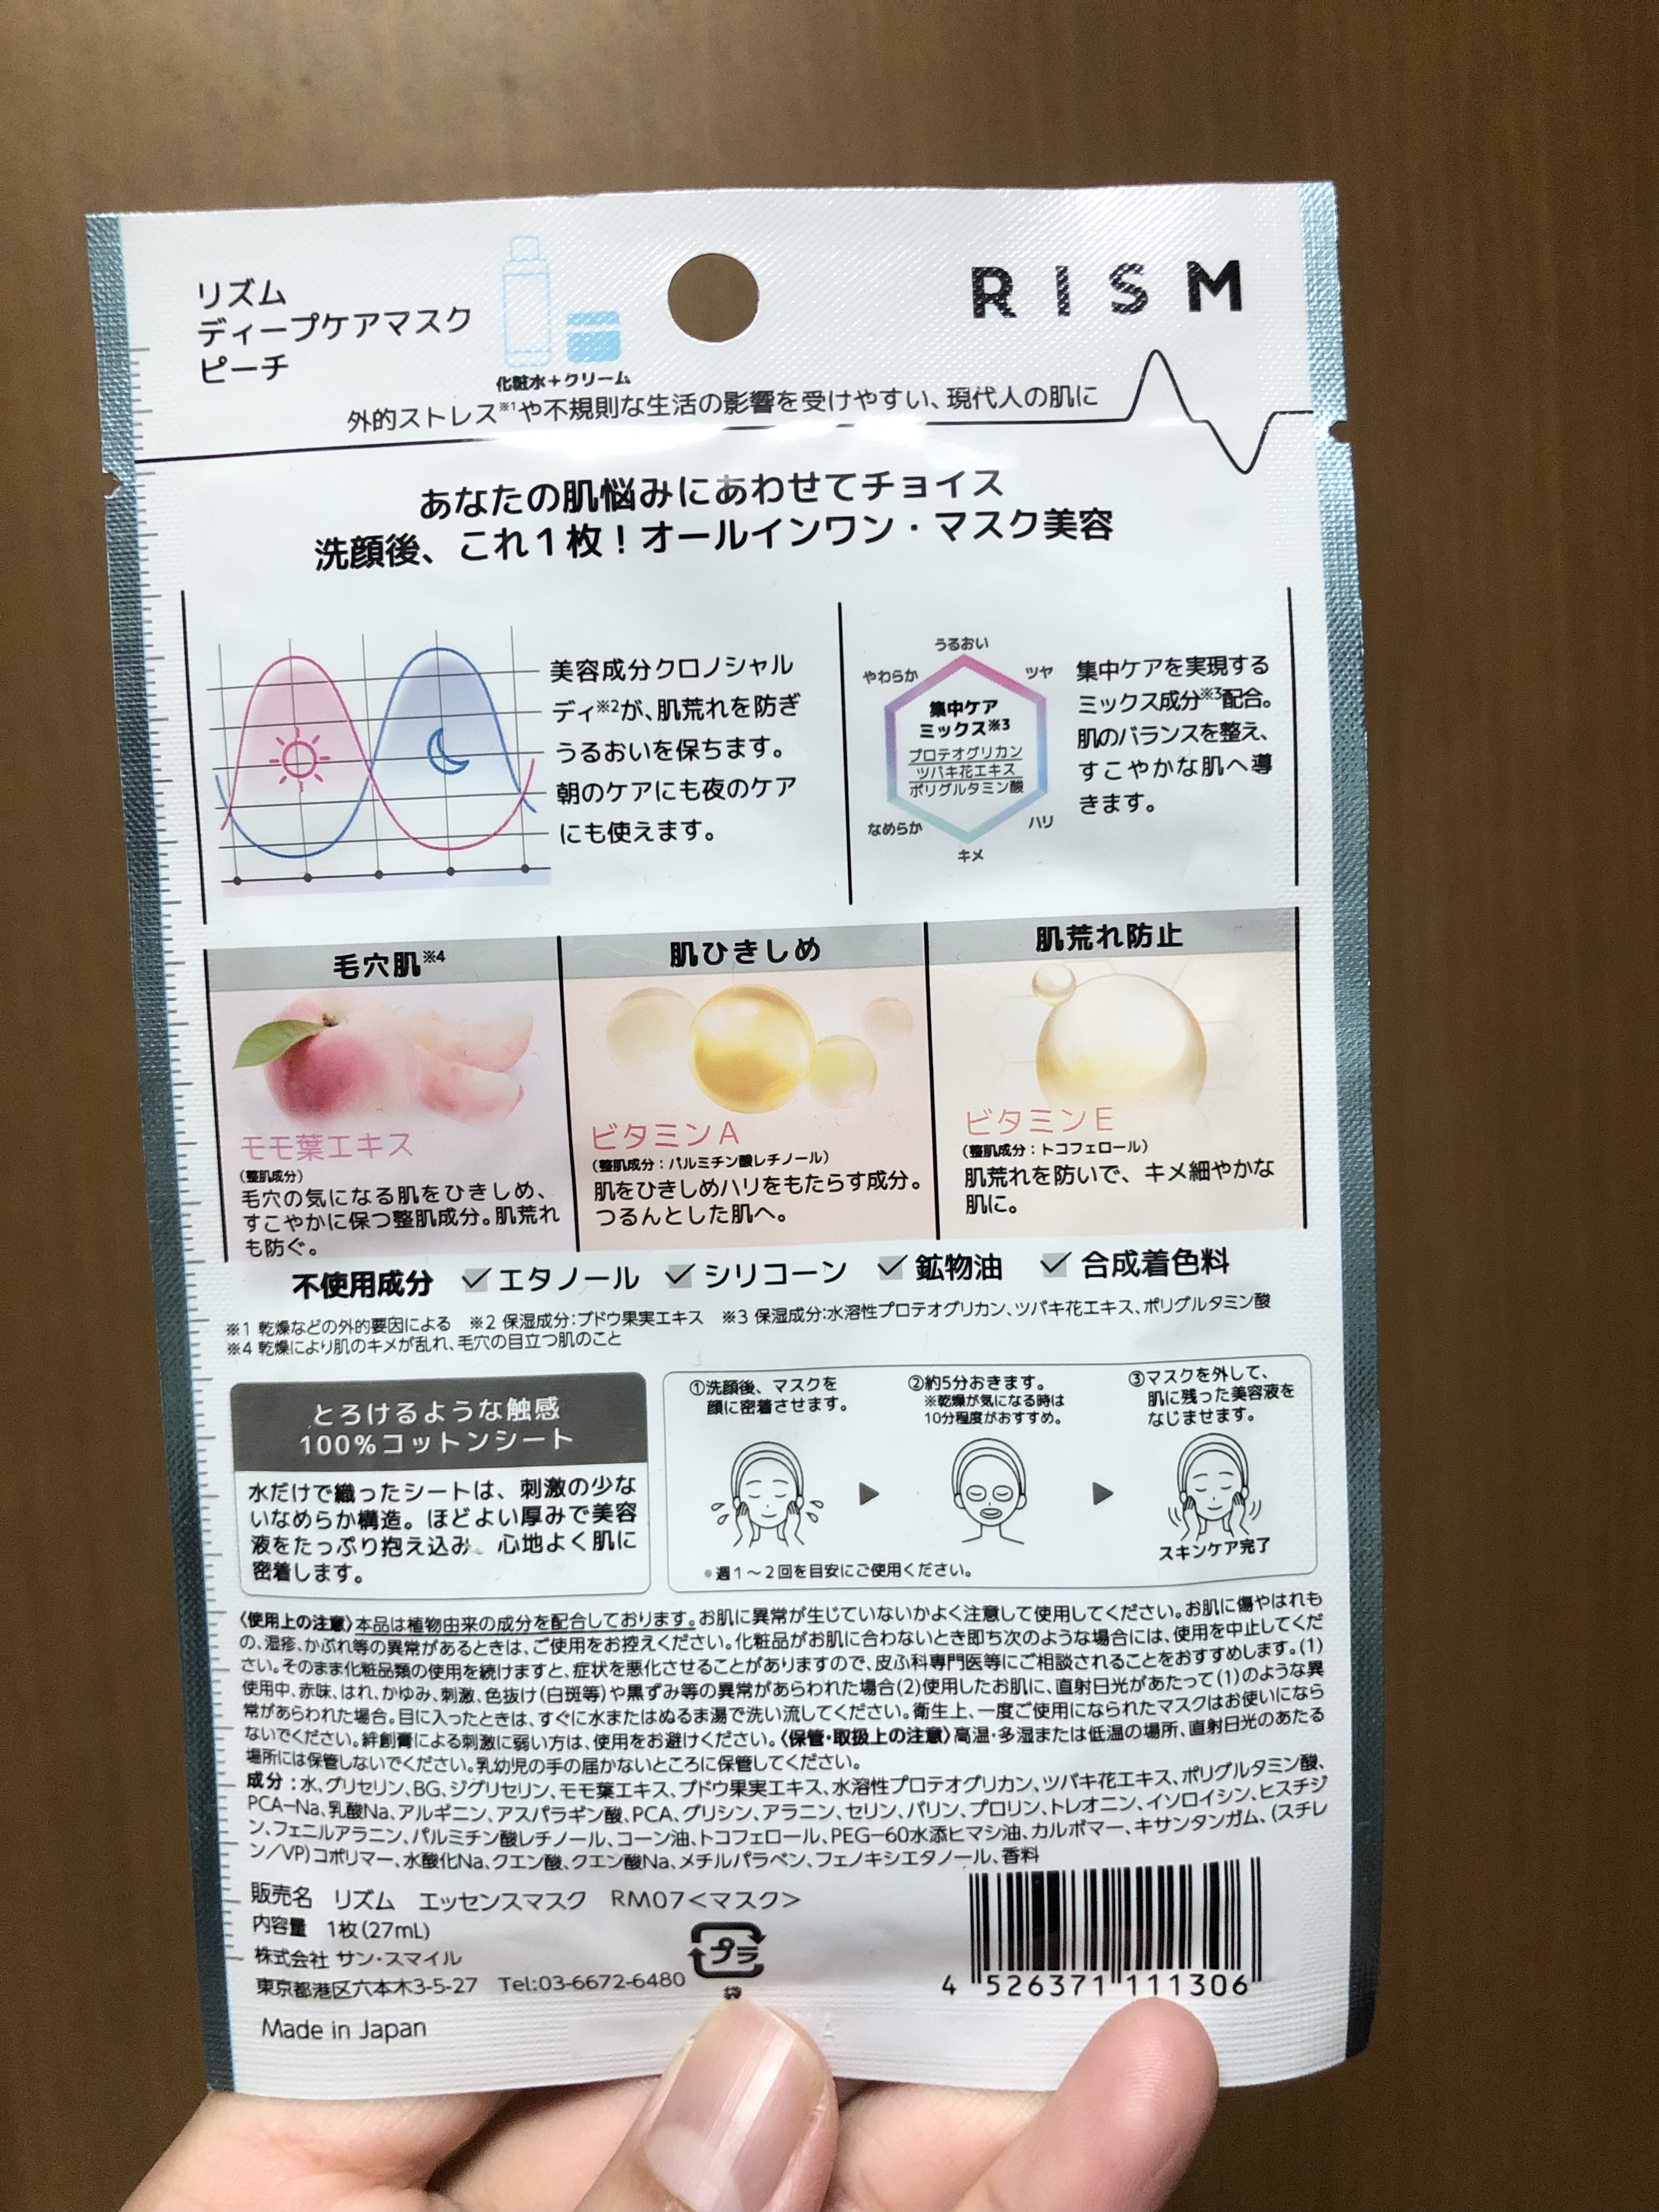 リズム
ディープケアマスク
ピーチ
化粧水+クリーム
RISM
外的ストレス※1や不規則な生活の影響を受けやすい、現代人の肌に
あなたの肌悩みにあわせてチョイス
洗顔後、これ1枚!オールインワン・マスク美容
美容成分クロノシャル
ディ※2が、肌荒れを防ぎ
うるおいを保ちます。
朝のケアにも夜のケア
にも使えます。
うるおい
やわらか
ツヤ
集中ケア
ミックス※3
プロテオグリカン
ツバキ花エキス
ポリグルタミン酸
なめらか
ハリ
キメ
集中ケアを実現する
ミックス成分※3配合。
肌のバランスを整え、
すこやかな肌へ導
きます。
毛穴肌※4
モモ葉エキス
(整肌成分)
毛穴の気になる肌をひきしめ、
すこやかに保つ整肌成分。肌荒れ
も防ぐ。
肌ひきしめ
ビタミンA
(整肌成分:パルミチン酸レチノール)
肌をひきしめハリをもたらす成分。
つるんとした肌へ。
肌荒れ防止
ビタミンE
(整肌成分:トコフェロール)
肌荒れを防いで、キメ細やかな
肌に。
不使用成分 ✓エタノール ✓シリコーン ✓鉱物油 ✓合成着色料
※1 乾燥などの外的要因による ※2 保湿成分:ブドウ果実エキス ※3 保湿成分:水溶性プロテオグリカン、ツバキ花エキス、ポリグルタミン酸
※4 乾燥により肌のキメが乱れ、毛穴の目立つ肌のこと
とろけるような触感
100%コットンシート
水だけで織ったシートは、刺激の少な
いなめらか構造。ほどよい厚みで美容
液をたっぷり抱え込み、心地よく肌に
密着します。
①洗顔後、マスクを
顔に密着させます。
②約5分おきます。
※乾燥が気になる時は
10分程度がおすすめ。
③マスクを外して、
肌に残った美容液を
なじませます。
スキンケア完了
●週1～2回を目安にご使用ください。
〈使用上の注意〉本品は植物由来の成分を配合しております。お肌に異常が生じていないかよく注意して使用してください。お肌に傷やはれも
の、湿疹、かぶれ等の異常があるときは、ご使用をお控えください。化粧品がお肌に合わないとき即ち次のような場合には、使用を中止してくだ
さい。そのまま化粧品類の使用を続けますと、症状を悪化させることがありますので、皮ふ科専門医等にご相談されることをおすすめします。(1)
使用中、赤味、はれ、かゆみ、刺激、色抜け(白斑等)や黒ずみ等の異常があらわれた場合(2)使用したお肌に、直射日光があたって(1)のような異
常があらわれた場合。目に入ったときは、すぐに水またはぬるま湯で洗い流してください。衛生上、一度ご使用になられたマスクはお使いになら
ないでください。絆創膏による刺激に弱い方は、使用をお避けください。〈保管・取扱上の注意〉高温・多湿または低温の場所、直射日光のあたる
場所には保管しないでください。乳幼児の手の届かないところに保管してください。
成分:水、グリセリン、BG、ジグリセリン、モモ葉エキス、ブドウ果実エキス、水溶性プロテオグリカン、ツバキ花エキス、ポリグルタミン酸、
PCA-Na、乳酸Na、アルギニン、アスパラギン酸、PCA、グリシン、アラニン、セリン、バリン、プロリン、トレオニン、イソロイシン、ヒスチジ
ン、フェニルアラニン、パルミチン酸レチノール、コーン油、トコフェロール、PEG-60水添ヒマシ油、カルボマー、キサンタンガム、(スチレ
ン/VP)コポリマー、水酸化Na、クエン酸、クエン酸Na、メチルパラベン、フェノキシエタノール、香料
販売名 リズム エッセンスマスク RM07<マスク>
内容量 1枚(27mL)
株式会社 サン・スマイル
東京都港区六本木3-5-27 Tel:03-6672-6480
Made in Japan
プラ
袋
4 526371 111306